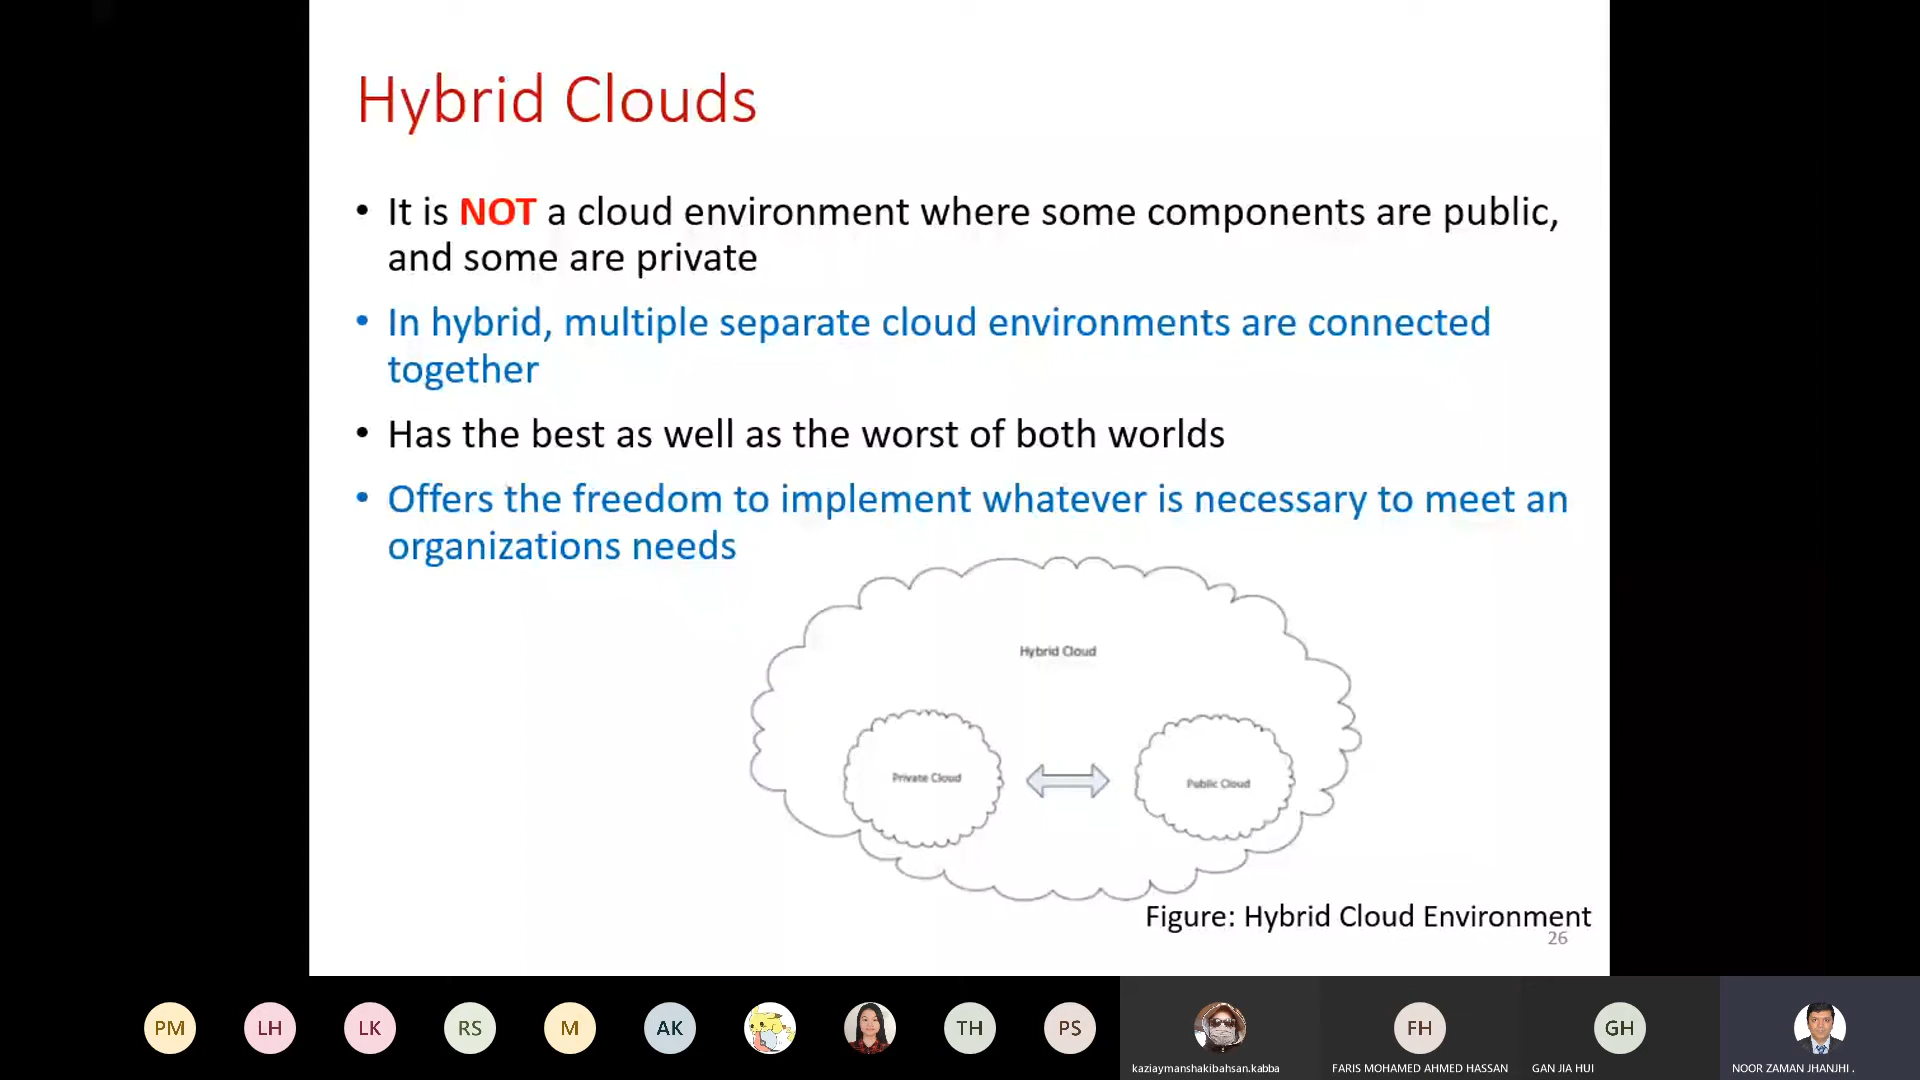 Hybrid Clouds
• It is NOT a cloud environment where some components are public,
and some are private
• In hybrid, multiple separate cloud environments are connected
together
• Has the best as well as the worst of both worlds
• Offers the freedom to implement whatever is necessary to meet an
organizations needs
Hybrid Cloud
Private Cloud
Public Cloud
Figure: Hybrid Cloud Environment
26
PM
LH
LK
RS
M
AK
TH
PS
FH
GH
kaziaymanshakibahsan.kabba
FARIS MOHAMED AHMED HASSAN
GAN JIA HUI
NOOR ZAMAN JHANJHI .